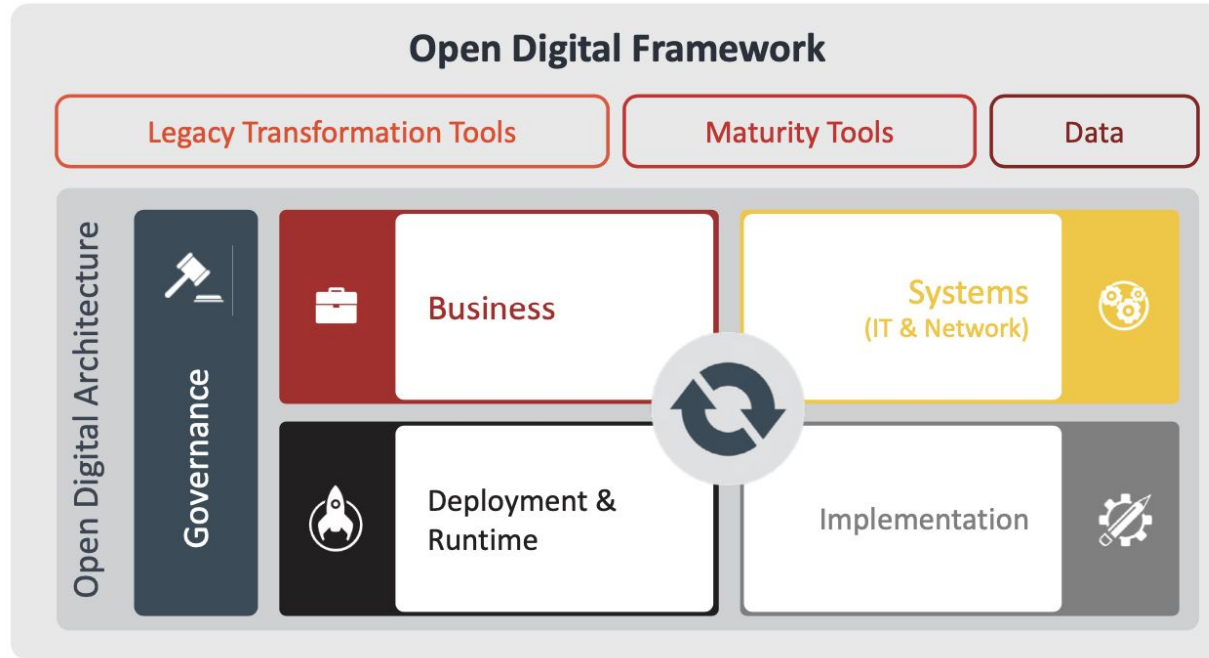 Open Digital Framework
Legacy Transformation Tools
Maturity Tools
Data
Open Digital Architecture
Governance
Business
Systems
(IT & Network)
Deployment &
Runtime
Implementation